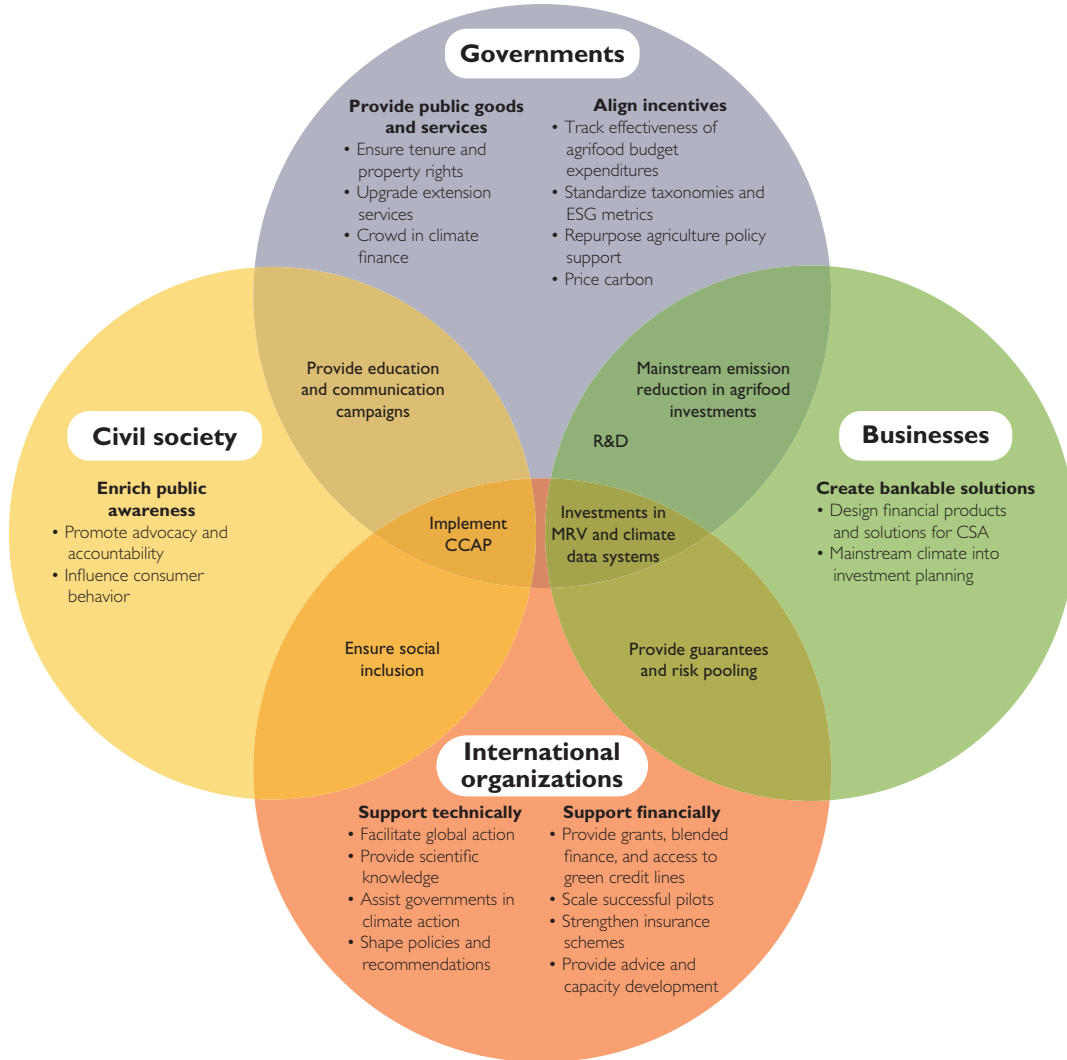 Governments
Provide public goods
and services
• Ensure tenure and
property rights
• Upgrade extension
services
• Crowd in climate
finance
Align incentives
• Track effectiveness of
agrifood budget
expenditures
• Standardize taxonomies and
ESG metrics
• Repurpose agriculture policy
support
• Price carbon
Provide education
and communication
campaigns
Mainstream emission
reduction in agrifood
investments
R&D
Civil society
Enrich public
awareness
• Promote advocacy and
accountability
• Influence consumer
behavior
Implement
CCAP
Investments in
MRV and climate
data systems
Businesses
Create bankable solutions
• Design financial products
and solutions for CSA
• Mainstream climate into
investment planning
Ensure social
inclusion
Provide guarantees
and risk pooling
International
organizations
Support technically
• Facilitate global action
• Provide scientific
knowledge
• Assist governments in
climate action
• Shape policies and
recommendations
Support financially
• Provide grants, blended
finance, and access to
green credit lines
• Scale successful pilots
• Strengthen insurance
schemes
• Provide advice and
capacity development